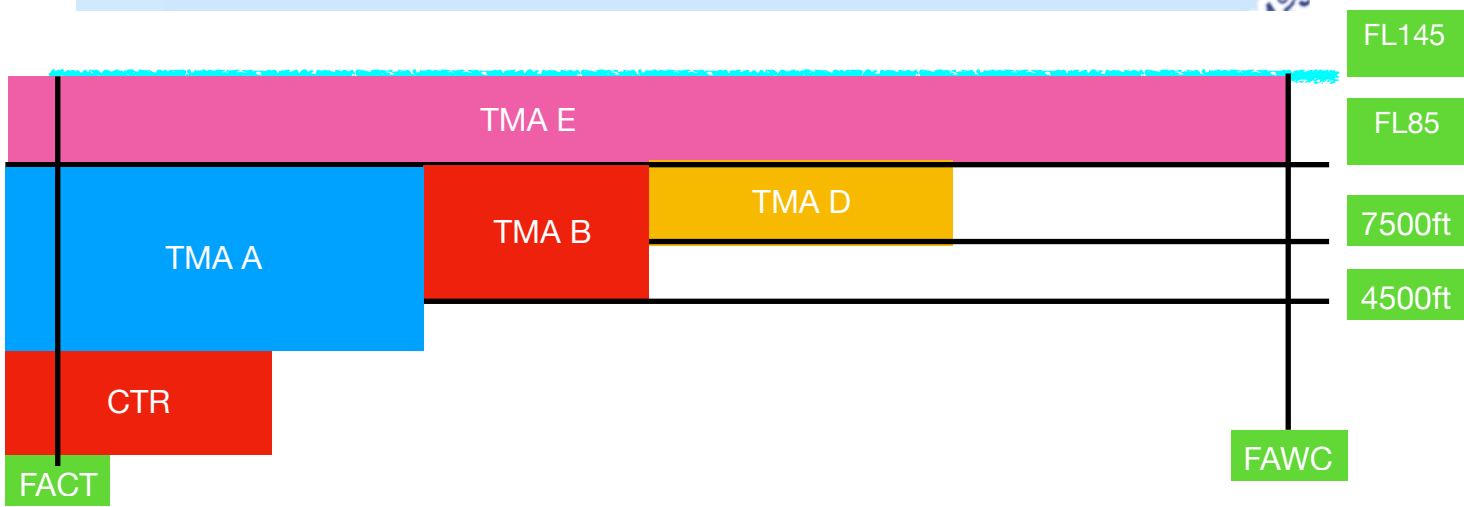 FL145
TMA E
FL85
TMA D
TMA B
7500ft
TMA A
4500ft
CTR
FAWC
FACT